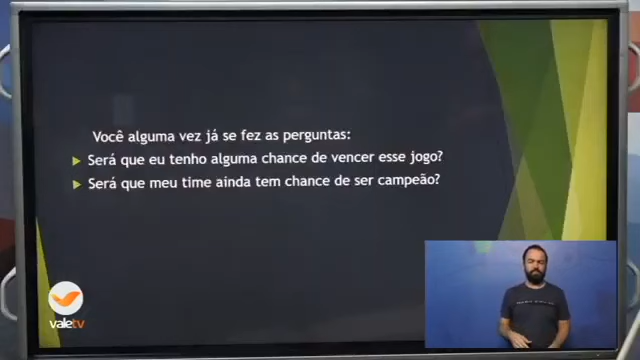 Você alguma vez já se fez as perguntas:
Será que eu tenho alguma chance de vencer esse jogo?
Será que meu time ainda tem chance de ser campeão?
valetv